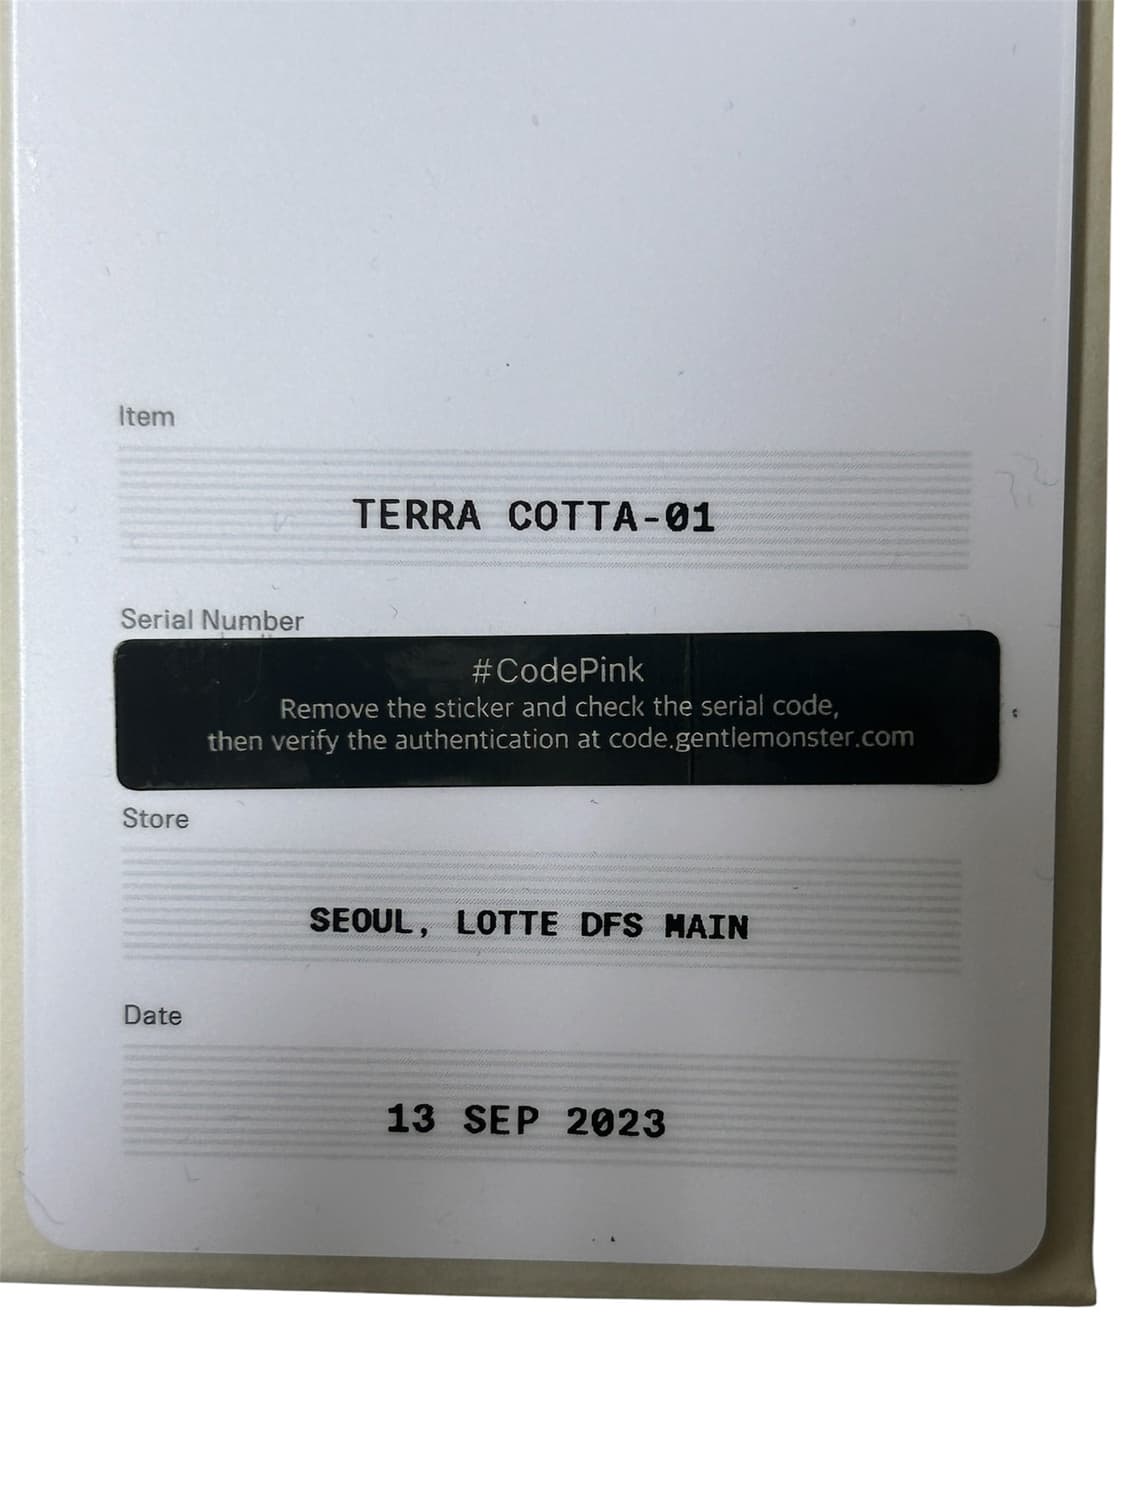 Item
TERRA COTTA-01
Serial Number
#CodePink
Remove the sticker and check the serial code,
then verify the authentication at code.gentlemonster.com
Store
SEOUL, LOTTE DFS MAIN
Date
13 SEP 2023